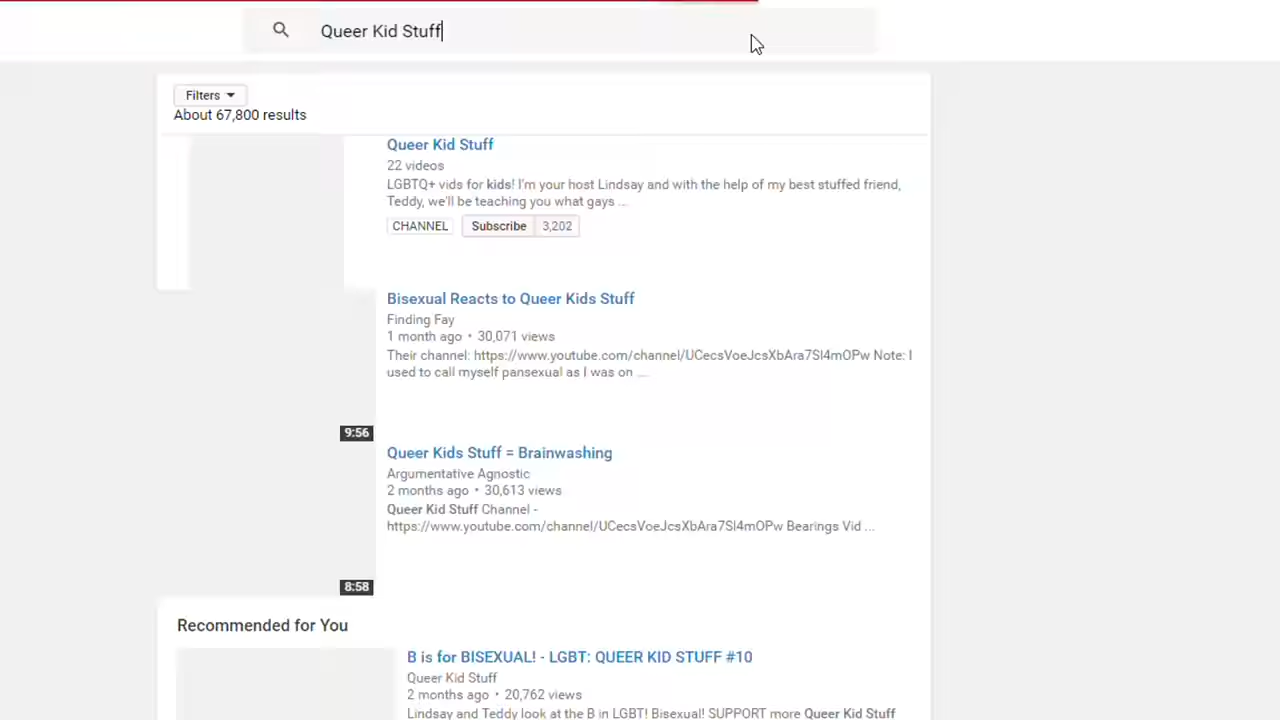 Queer Kid Stuff
Filters
About 67,800 results
Queer Kid Stuff
22 videos
LGBTQ+ vids for kids! I'm your host Lindsay and with the help of my best stuffed friend,
Teddy, we'll be teaching you what gays ...
CHANNEL Subscribe 3,202
Bisexual Reacts to Queer Kids Stuff
Finding Fay
1 month ago • 30,071 views
Their channel: https://www.youtube.com/channel/UCecsVoeJcsXbAra7Sl4mOPw Note: I
used to call myself pansexual as I was on ...
9:56
Queer Kids Stuff = Brainwashing
Argumentative Agnostic
2 months ago • 30,613 views
Queer Kid Stuff Channel -
https://www.youtube.com/channel/UCecsVoeJcsXbAra7Sl4mOPw Bearings Vid ...
8:58
Recommended for You
B is for BISEXUAL! - LGBT: QUEER KID STUFF #10
Queer Kid Stuff
2 months ago • 20,762 views
Lindsay and Teddy look at the B in LGBT! Bisexual! SUPPORT more Queer Kid Stuff